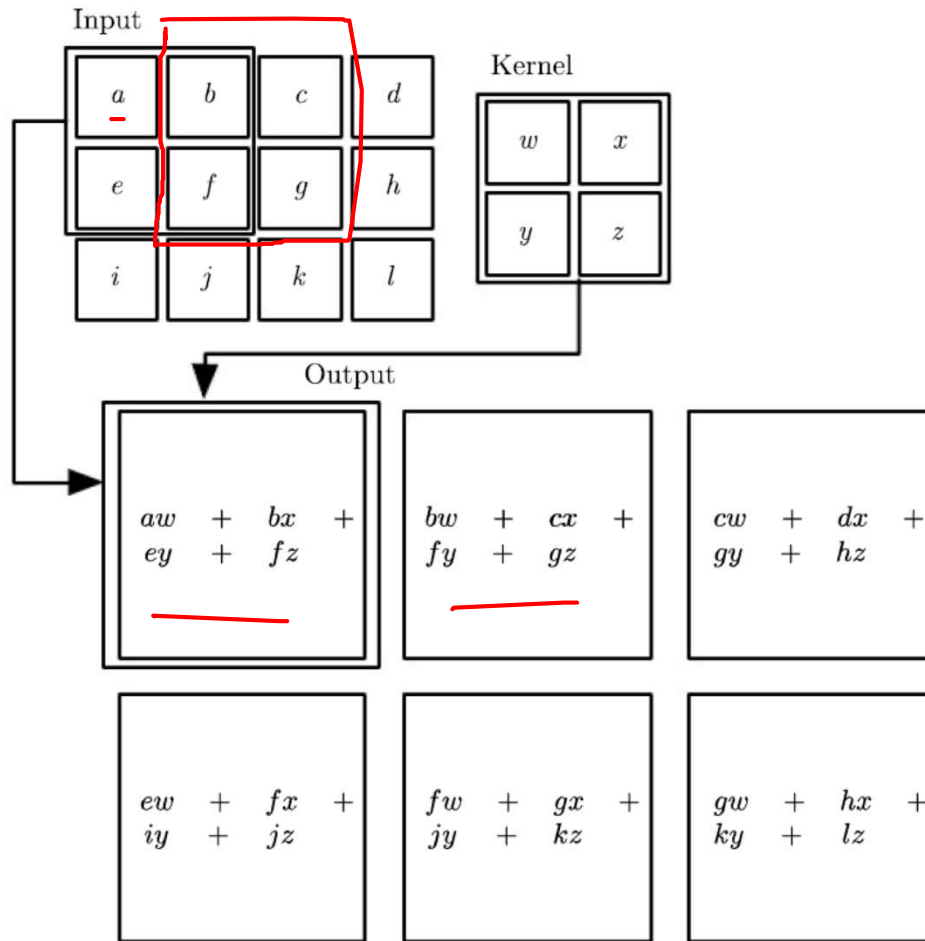 Input
a b c d
e f g h
i j k l
Kernel
w x
y z
Output
aw + bx +
ey + fz
bw + cx +
fy + gz
cw + dx +
gy + hz
ew + fx +
iy + jz
fw + gx +
jy + kz
gw + hx +
ky + lz